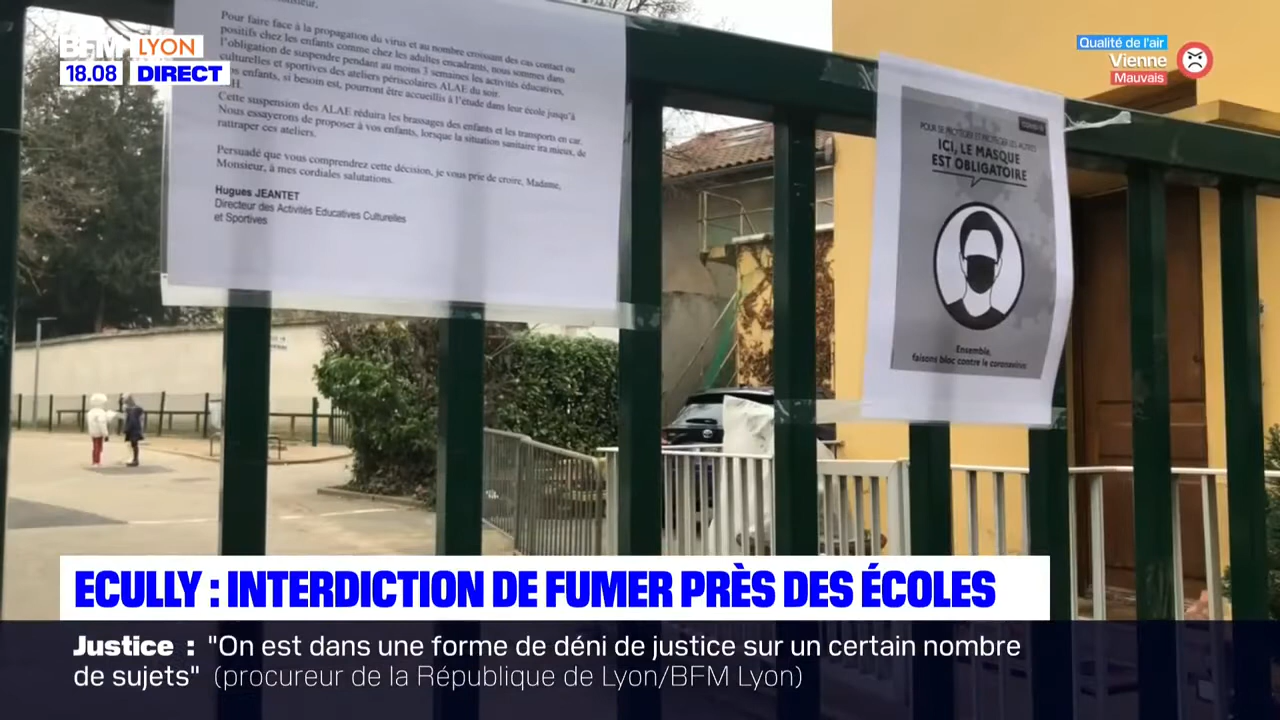 Monsieur,
Pour faire face à la propagation du virus et au nombre croissant des cas contact ou
positifs chez les enfants comme chez les adultes encadrants, nous sommes dans
l'obligation de suspendre pendant au moins 3 semaines les activités éducatives,
culturelles et sportives des ateliers périscolaires ALAE du soir.
enfants, si besoin est, pourront être accueillis à l'étude dans leur école jusqu'à
H.
Cette suspension des ALAE réduira les brassages des enfants et les transports en car.
Nous essayerons de proposer à vos enfants, lorsque la situation sanitaire ira mieux, de
rattraper ces ateliers.
Persuadé que vous comprendrez cette décision, je vous prie de croire, Madame,
Monsieur, à mes cordiales salutations.
Hugues JEANTET
Directeur des Activités Educatives Culturelles
et Sportives
BFM LYON
18.08 DIRECT
Qualité de l'air
Vienne
Mauvais
POUR SE PROTÉGER ET PROTÉGER LES AUTRES
ICI, LE MASQUE
EST OBLIGATOIRE
Ensemble,
faisons bloc contre le coronavirus
ECULLY : INTERDICTION DE FUMER PRÈS DES ÉCOLES
Justice : "On est dans une forme de déni de justice sur un certain nombre
de sujets" (procureur de la République de Lyon/BFM Lyon)